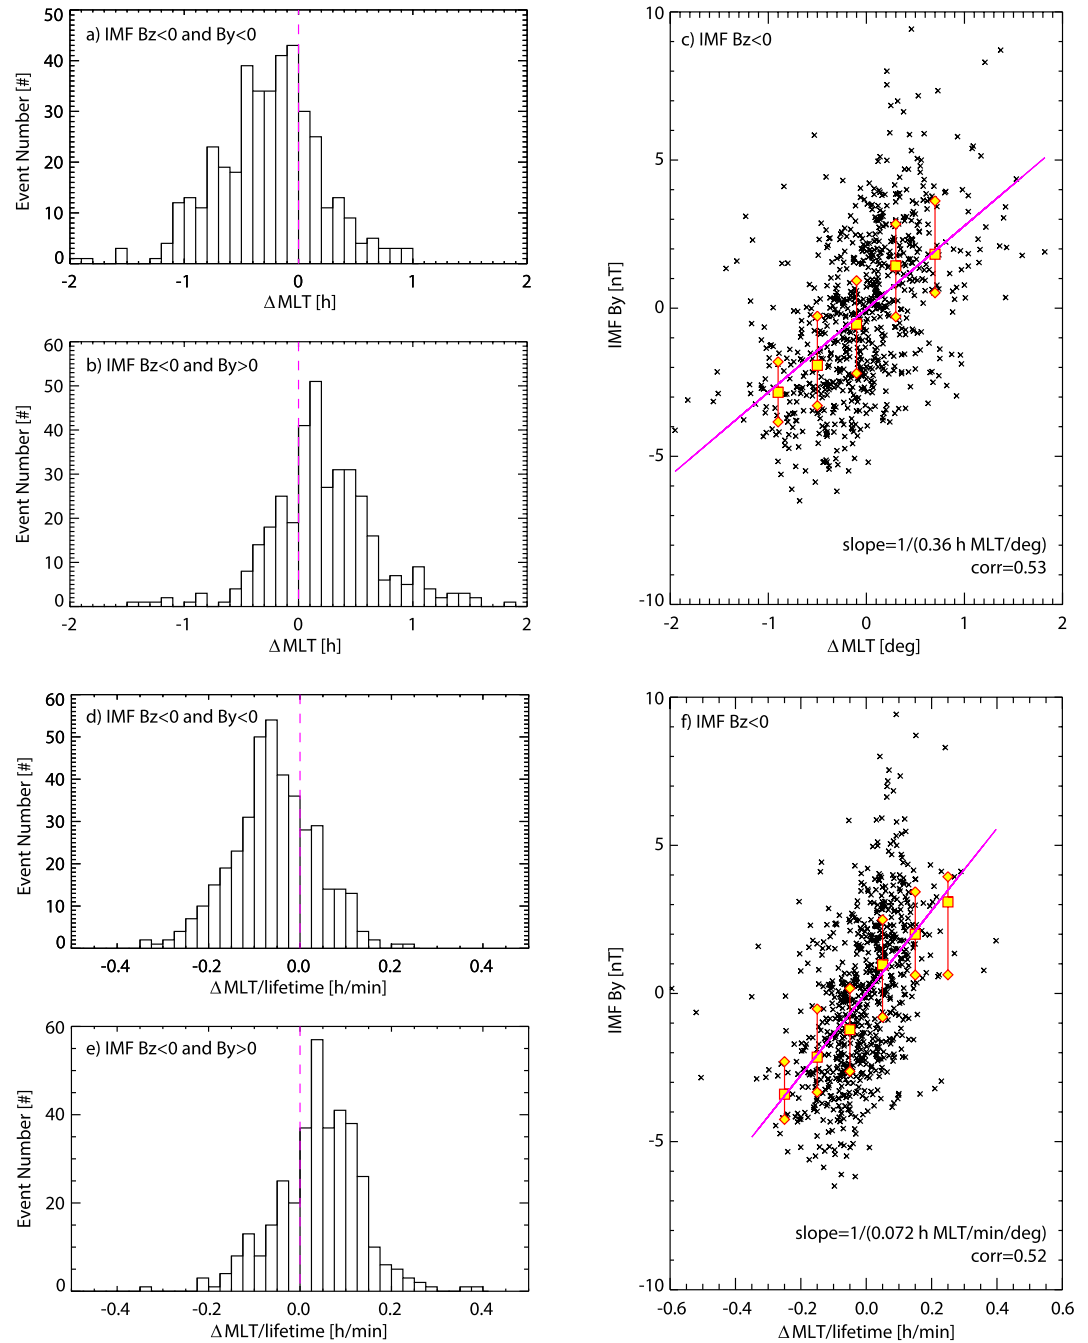 a) IMF Bz<0 and By<0
Event Number [#]
50
40
30
20
10
0
-2 -1 0 1 2
ΔMLT [h]
b) IMF Bz<0 and By>0
Event Number [#]
60
50
40
30
20
10
0
-2 -1 0 1 2
ΔMLT [h]
c) IMF Bz<0
IMF By [nT]
10
5
0
-5
-10
slope=1/(0.36 h MLT/deg)
corr=0.53
-2 -1 0 1 2
ΔMLT [deg]
d) IMF Bz<0 and By<0
Event Number [#]
60
50
40
30
20
10
0
-0.4 -0.2 0.0 0.2 0.4
ΔMLT/lifetime [h/min]
e) IMF Bz<0 and By>0
Event Number [#]
60
40
20
0
-0.4 -0.2 0.0 0.2 0.4
ΔMLT/lifetime [h/min]
f) IMF Bz<0
IMF By [nT]
10
5
0
-5
-10
slope=1/(0.072 h MLT/min/deg)
corr=0.52
-0.6 -0.4 -0.2 0.0 0.2 0.4 0.6
ΔMLT/lifetime [h/min]